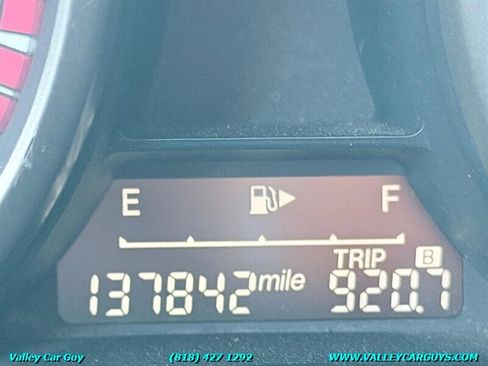 E F
TRIP B
137842 mile 920.7
Valley Car Guy (818) 427 1292 WWW.VALLEYCARGUYS.COM